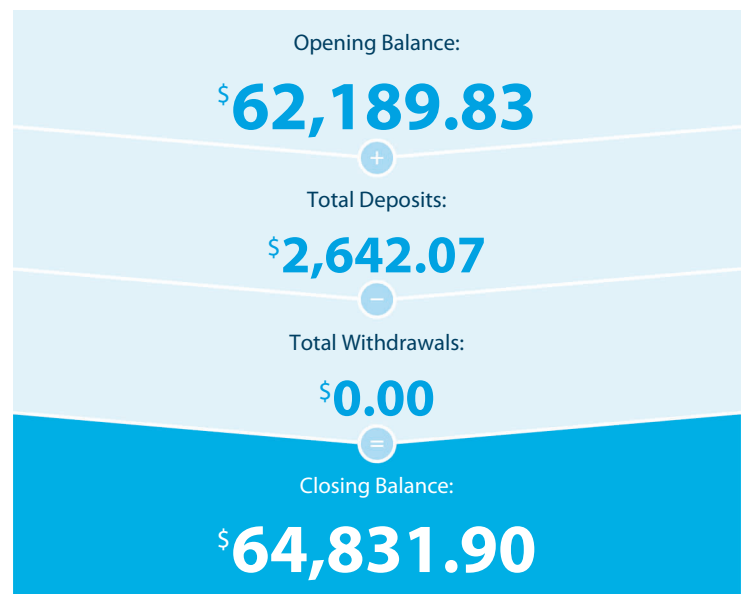 Opening Balance:
$62,189.83
+
Total Deposits:
$2,642.07
−
Total Withdrawals:
$0.00
=
Closing Balance:
$64,831.90